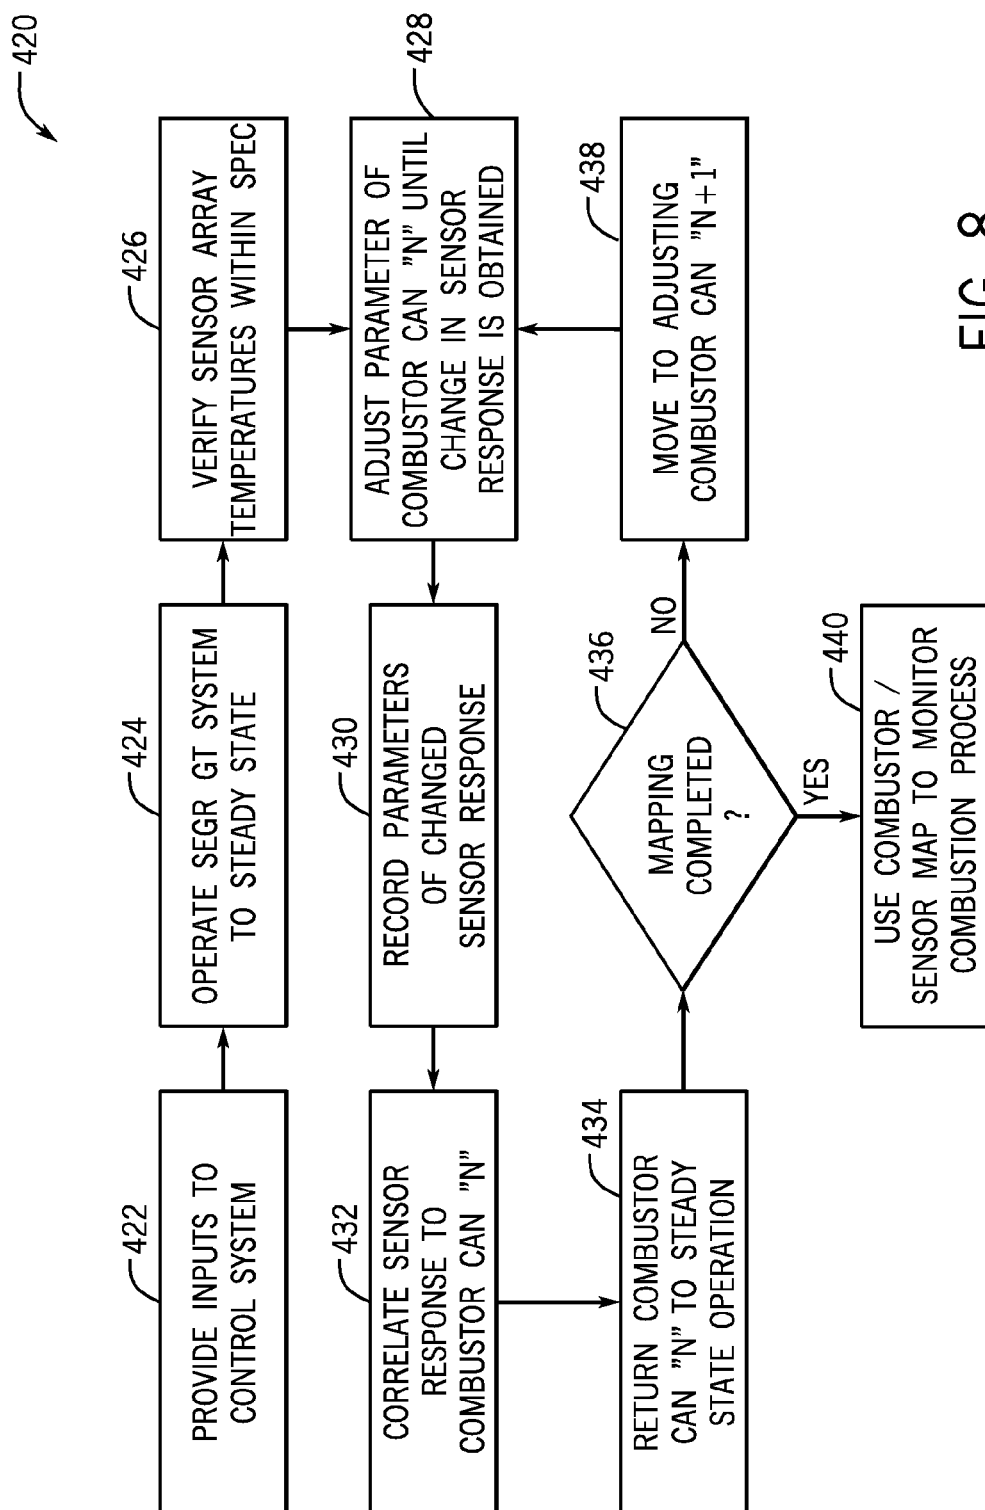 420
422
PROVIDE INPUTS TO
CONTROL SYSTEM
424
OPERATE SEGR GT SYSTEM
TO STEADY STATE
426
VERIFY SENSOR ARRAY
TEMPERATURES WITHIN SPEC
428
ADJUST PARAMETER OF
COMBUSTOR CAN "N" UNTIL
CHANGE IN SENSOR
RESPONSE IS OBTAINED
430
RECORD PARAMETERS
OF CHANGED
SENSOR RESPONSE
432
CORRELATE SENSOR
RESPONSE TO
COMBUSTOR CAN "N"
434
RETURN COMBUSTOR
CAN "N" TO STEADY
STATE OPERATION
436
MAPPING
COMPLETED
?
NO
YES
438
MOVE TO ADJUSTING
COMBUSTOR CAN "N+1"
440
USE COMBUSTOR /
SENSOR MAP TO MONITOR
COMBUSTION PROCESS
FIG. 8